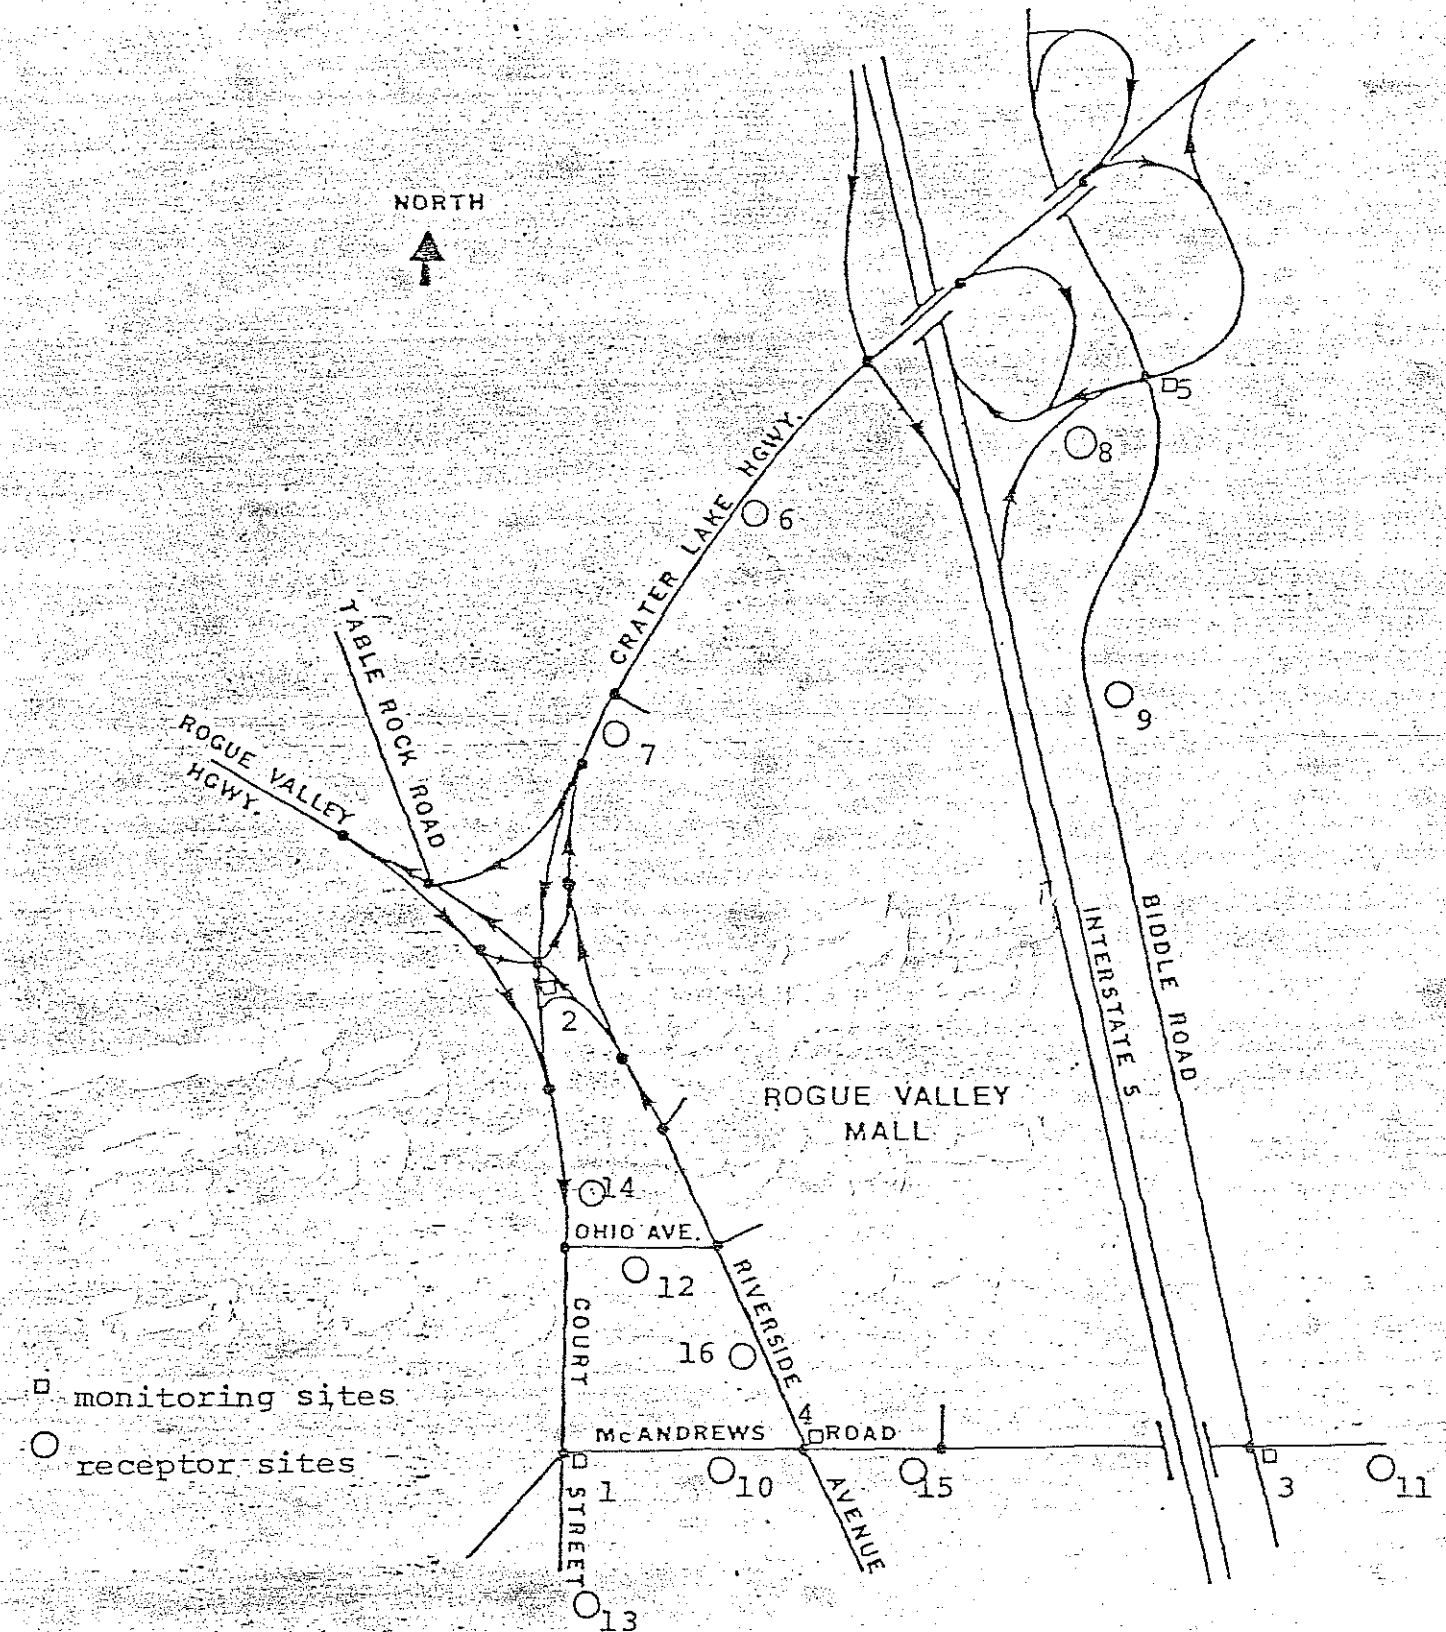 NORTH
5
8
CRATER LAKE HGWY.
6
TABLE ROCK ROAD
9
ROGUE VALLEY
HGWY.
7
BIDDLE ROAD
INTERSTATE 5
2
ROGUE VALLEY
MALL
14
OHIO AVE.
12
RIVERSIDE
AVENUE
COURT
STREET
16
monitoring sites
4
McANDREWS ROAD
receptor sites
1
10
15
3
11
13